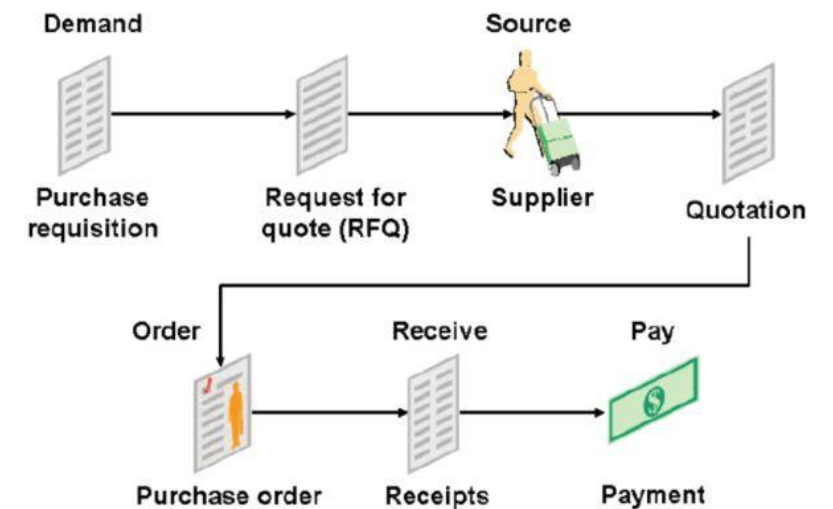 Demand
Source
Purchase
requisition
Request for
quote (RFQ)
Supplier
Quotation
Order
Receive
Pay
$
Purchase order
Receipts
Payment